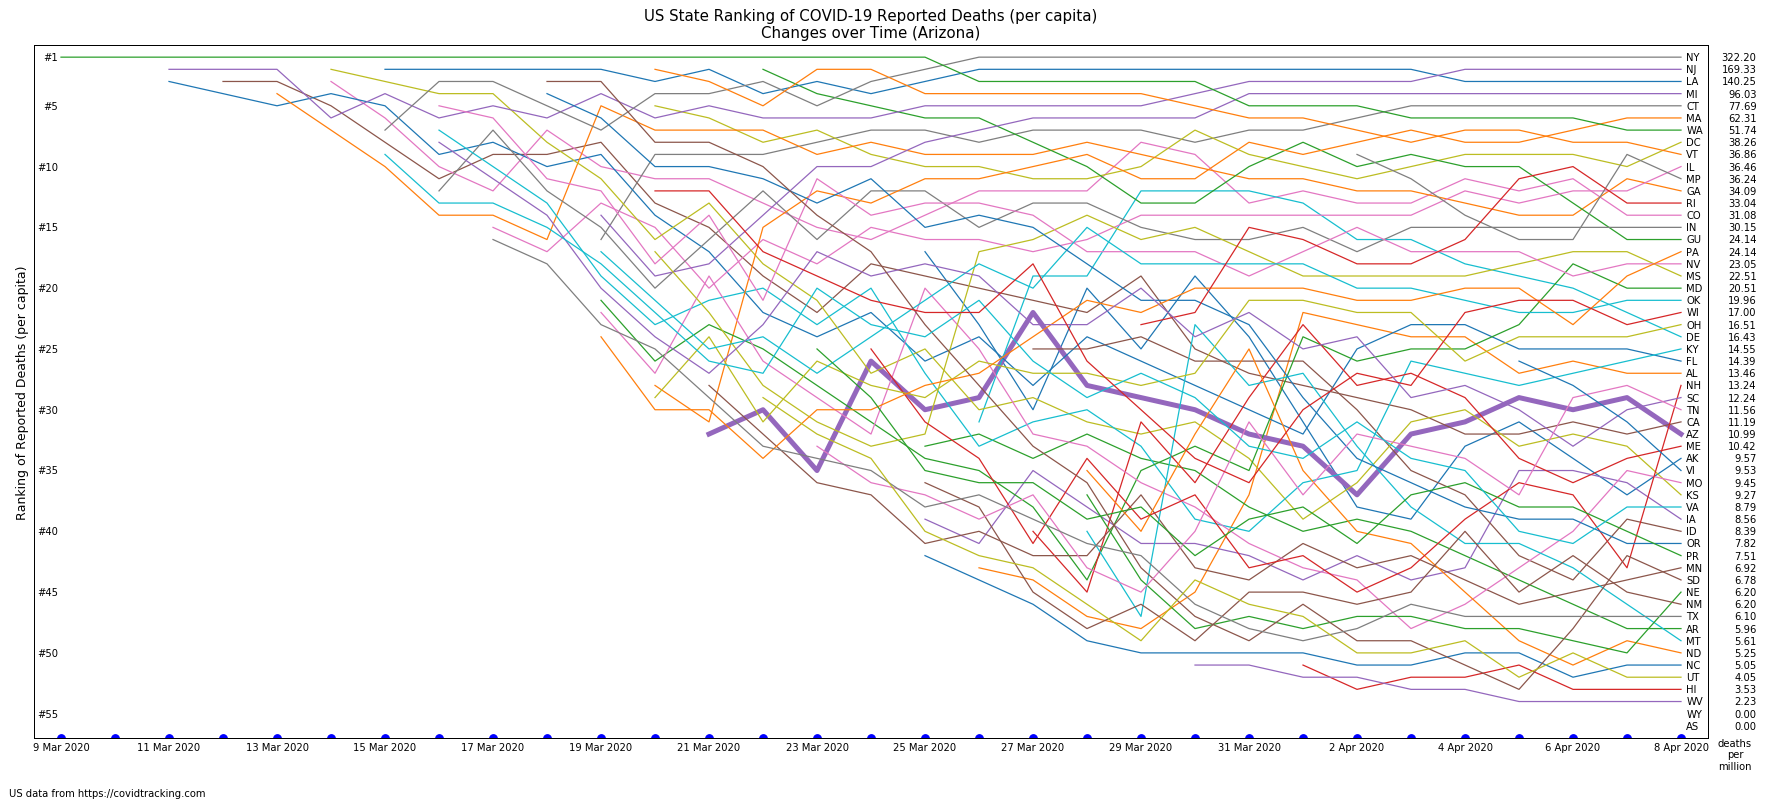 US State Ranking of COVID-19 Reported Deaths (per capita)
Changes over Time (Arizona)
Ranking of Reported Deaths (per capita)
#1
#5
#10
#15
#20
#25
#30
#35
#40
#45
#50
#55
NY 322.20
NJ 169.33
LA 140.25
MI 96.03
CT 77.69
MA 62.31
WA 51.74
DC 38.26
VT 36.86
IL 36.46
MP 36.24
GA 34.09
RI 33.04
CO 31.08
IN 30.15
GU 24.14
PA 24.14
NV 23.05
MS 22.51
MD 20.51
OK 19.96
WI 17.00
OH 16.51
DE 16.43
KY 14.55
FL 14.39
AL 13.46
NH 13.24
SC 12.24
TN 11.56
CA 11.19
AZ 10.99
ME 10.42
AK 9.57
VI 9.53
MO 9.45
KS 9.27
VA 8.79
IA 8.56
ID 8.39
OR 7.82
PR 7.51
MN 6.92
SD 6.78
NE 6.20
NM 6.20
TX 6.10
AR 5.96
MT 5.61
ND 5.25
NC 5.05
UT 4.05
HI 3.53
WV 2.23
WY 0.00
AS 0.00
9 Mar 2020 11 Mar 2020 13 Mar 2020 15 Mar 2020 17 Mar 2020 19 Mar 2020 21 Mar 2020 23 Mar 2020 25 Mar 2020 27 Mar 2020 29 Mar 2020 31 Mar 2020 2 Apr 2020 4 Apr 2020 6 Apr 2020 8 Apr 2020
deaths
per
million
US data from https://covidtracking.com